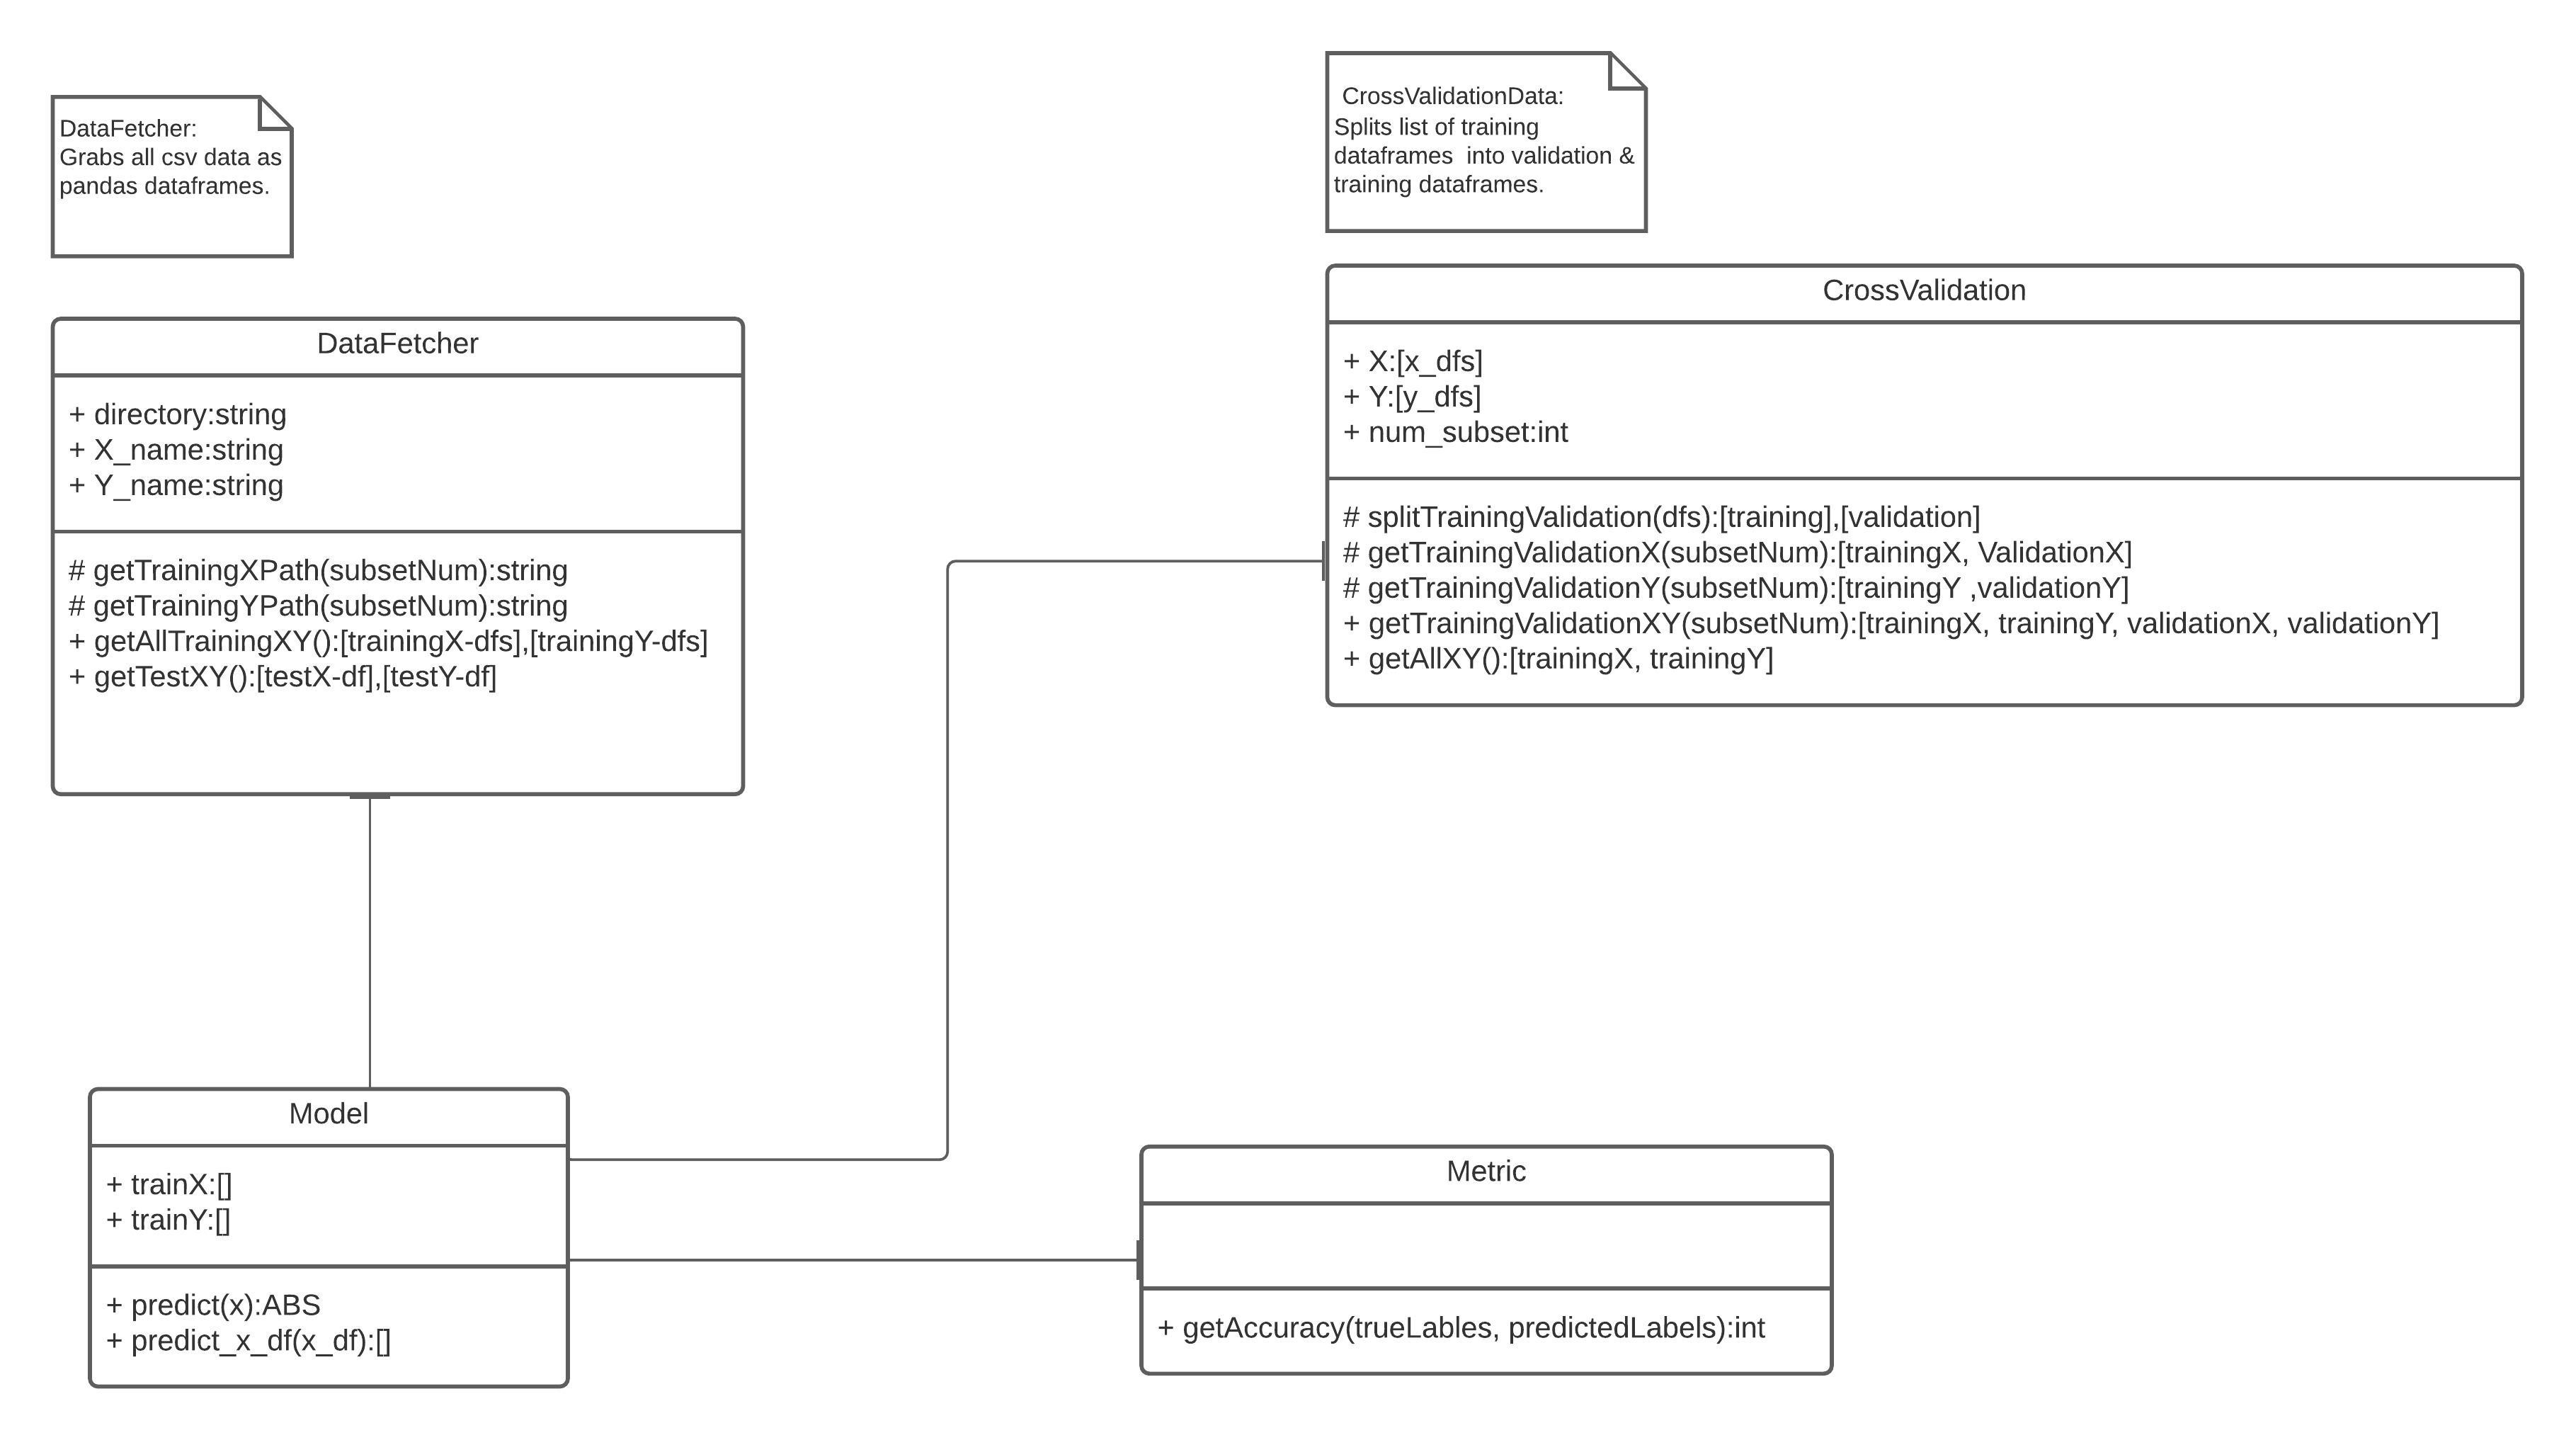 DataFetcher:
Grabs all csv data as
pandas dataframes.
CrossValidationData:
Splits list of training
dataframes  into validation &
training dataframes.
DataFetcher
+ directory:string
+ X_name:string
+ Y_name:string
# getTrainingXPath(subsetNum):string
# getTrainingYPath(subsetNum):string
+ getAllTrainingXY():[trainingX-dfs],[trainingY-dfs]
+ getTestXY():[testX-df],[testY-df]
CrossValidation
+ X:[x_dfs]
+ Y:[y_dfs]
+ num_subset:int
# splitTrainingValidation(dfs):[training],[validation]
# getTrainingValidationX(subsetNum):[trainingX, ValidationX]
# getTrainingValidationY(subsetNum):[trainingY ,validationY]
+ getTrainingValidationXY(subsetNum):[trainingX, trainingY, validationX, validationY]
+ getAllXY():[trainingX, trainingY]
Model
+ trainX:[]
+ trainY:[]
+ predict(x):ABS
+ predict_x_df(x_df):[]
Metric
+ getAccuracy(trueLables, predictedLabels):int